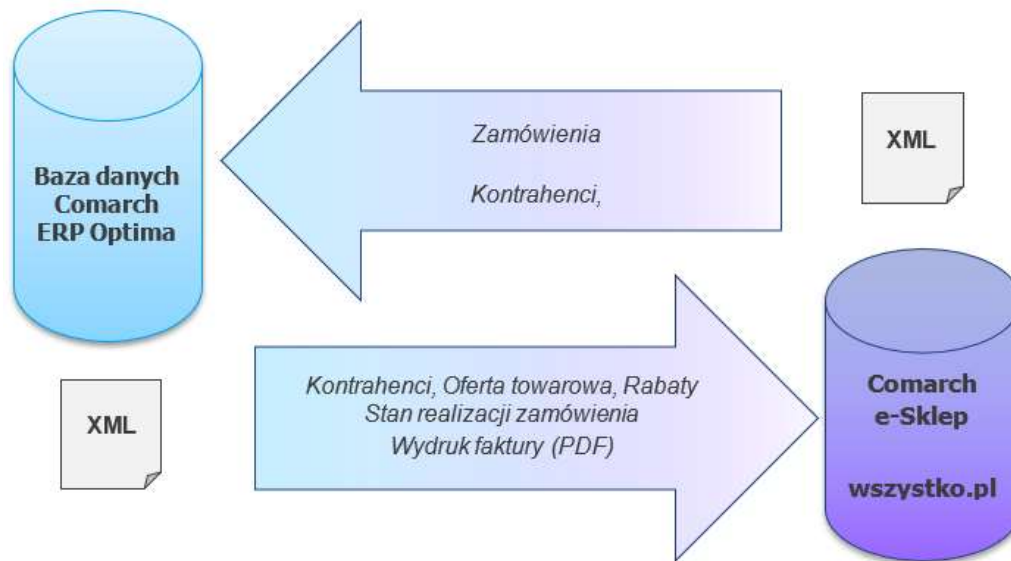 Baza danych
Comarch
ERP Optima
Zamówienia
Kontrahenci,
XML
XML
Kontrahenci, Oferta towarowa, Rabaty
Stan realizacji zamówienia
Wydruk faktury (PDF)
Comarch
e-Sklep
wszystko.pl